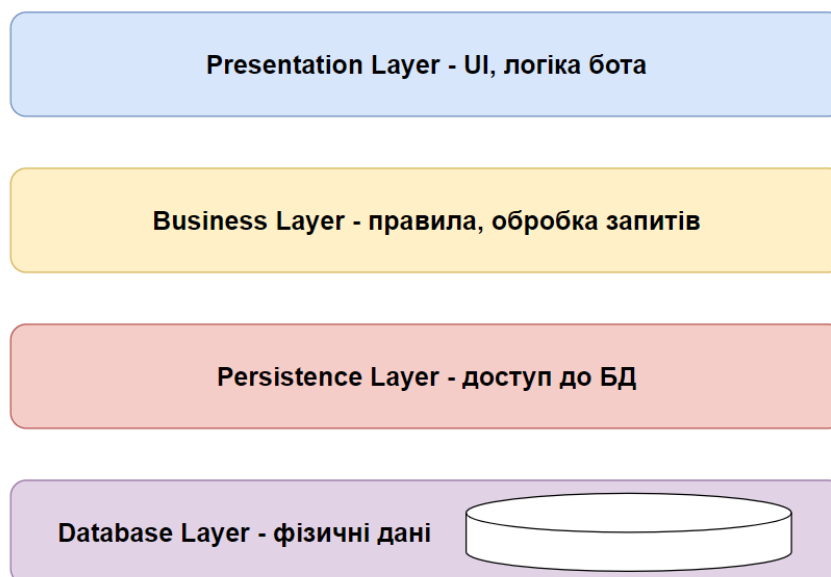 Presentation Layer - UI, логіка бота
Business Layer - правила, обробка запитів
Persistence Layer - доступ до БД
Database Layer - фізичні дані